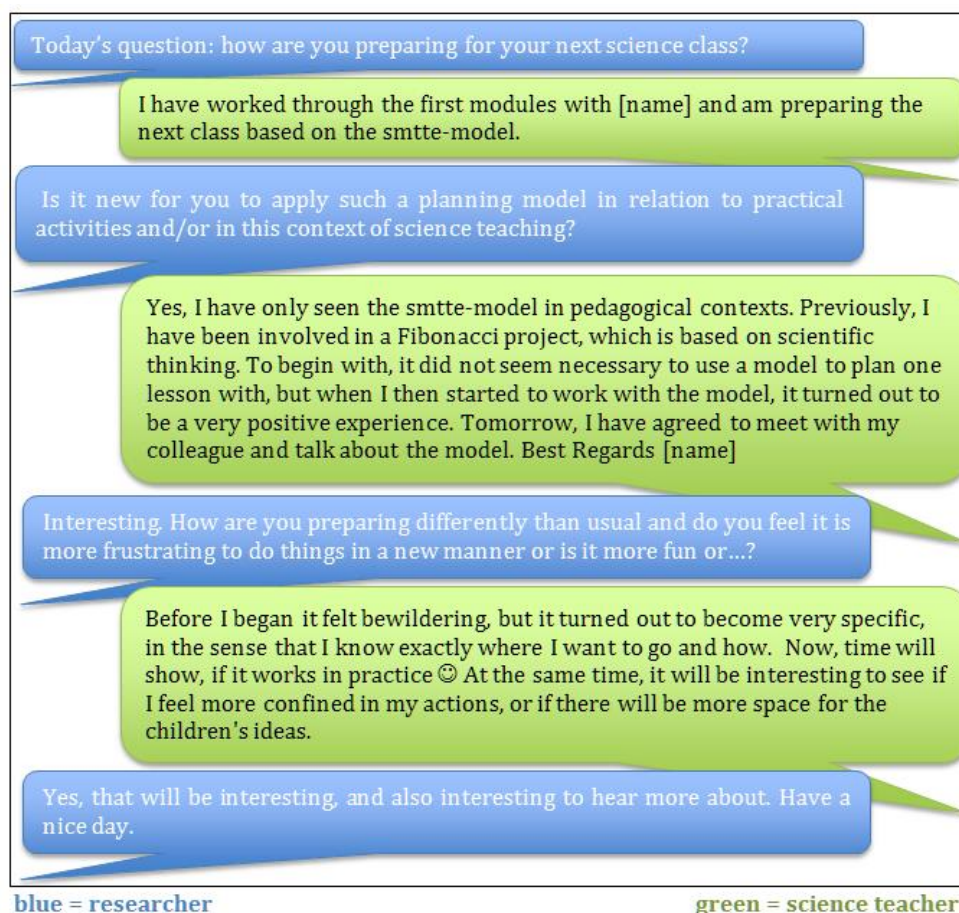 Today's question: how are you preparing for your next science class?
I have worked through the first modules with [name] and am preparing the
next class based on the smtte-model.
Is it new for you to apply such a planning model in relation to practical
activities and/or in this context of science teaching?
Yes, I have only seen the smtte-model in pedagogical contexts. Previously, I
have been involved in a Fibonacci project, which is based on scientific
thinking. To begin with, it did not seem necessary to use a model to plan one
lesson with, but when I then started to work with the model, it turned out to
be a very positive experience. Tomorrow, I have agreed to meet with my
colleague and talk about the model. Best Regards [name]
Interesting. How are you preparing differently than usual and do you feel it is
more frustrating to do things in a new manner or is it more fun or...?
Before I began it felt bewildering, but it turned out to become very specific,
in the sense that I know exactly where I want to go and how. Now, time will
show, if it works in practice ☺ At the same time, it will be interesting to see if
I feel more confined in my actions, or if there will be more space for the
children's ideas.
Yes, that will be interesting, and also interesting to hear more about. Have a
nice day.
blue = researcher
green = science teacher